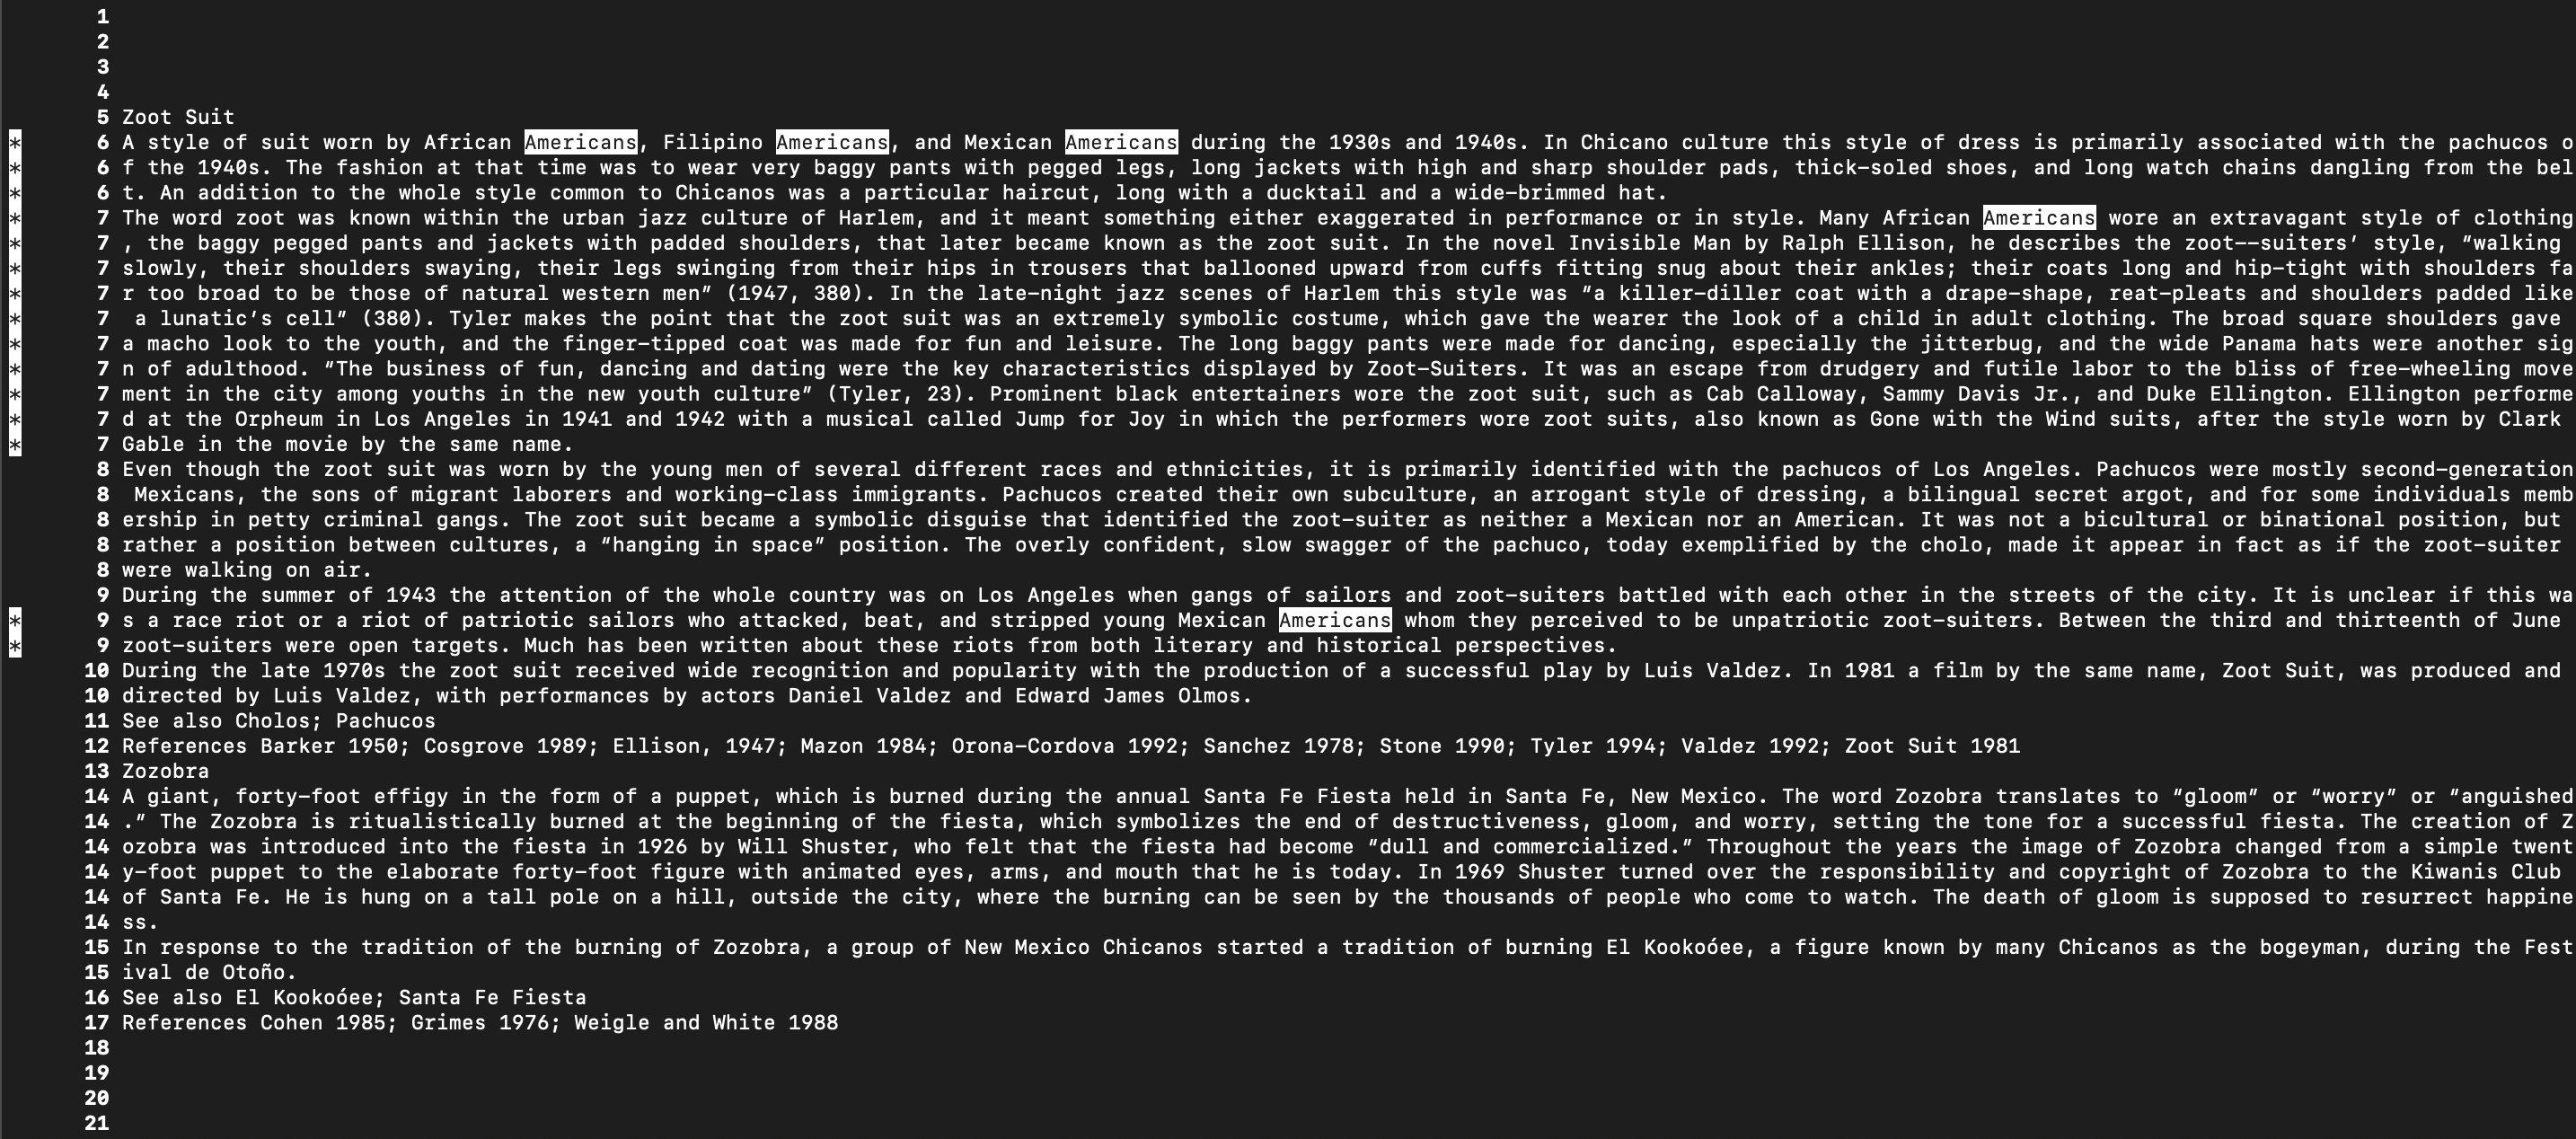 1
2
3
4
5 Zoot Suit
* 6 A style of suit worn by African Americans, Filipino Americans, and Mexican Americans during the 1930s and 1940s. In Chicano culture this style of dress is primarily associated with the pachucos o
* 6 f the 1940s. The fashion at that time was to wear very baggy pants with pegged legs, long jackets with high and sharp shoulder pads, thick-soled shoes, and long watch chains dangling from the bel
* 6 t. An addition to the whole style common to Chicanos was a particular haircut, long with a ducktail and a wide-brimmed hat.
* 7 The word zoot was known within the urban jazz culture of Harlem, and it meant something either exaggerated in performance or in style. Many African Americans wore an extravagant style of clothing
* 7 , the baggy pegged pants and jackets with padded shoulders, that later became known as the zoot suit. In the novel Invisible Man by Ralph Ellison, he describes the zoot--suiters’ style, “walking
* 7 slowly, their shoulders swaying, their legs swinging from their hips in trousers that ballooned upward from cuffs fitting snug about their ankles; their coats long and hip-tight with shoulders fa
* 7 r too broad to be those of natural western men” (1947, 380). In the late-night jazz scenes of Harlem this style was “a killer-diller coat with a drape-shape, reat-pleats and shoulders padded like
* 7  a lunatic’s cell” (380). Tyler makes the point that the zoot suit was an extremely symbolic costume, which gave the wearer the look of a child in adult clothing. The broad square shoulders gave
* 7 a macho look to the youth, and the finger-tipped coat was made for fun and leisure. The long baggy pants were made for dancing, especially the jitterbug, and the wide Panama hats were another sig
* 7 n of adulthood. “The business of fun, dancing and dating were the key characteristics displayed by Zoot-Suiters. It was an escape from drudgery and futile labor to the bliss of free-wheeling move
* 7 ment in the city among youths in the new youth culture” (Tyler, 23). Prominent black entertainers wore the zoot suit, such as Cab Calloway, Sammy Davis Jr., and Duke Ellington. Ellington performe
* 7 d at the Orpheum in Los Angeles in 1941 and 1942 with a musical called Jump for Joy in which the performers wore zoot suits, also known as Gone with the Wind suits, after the style worn by Clark
* 7 Gable in the movie by the same name.
8 Even though the zoot suit was worn by the young men of several different races and ethnicities, it is primarily identified with the pachucos of Los Angeles. Pachucos were mostly second-generation
8  Mexicans, the sons of migrant laborers and working-class immigrants. Pachucos created their own subculture, an arrogant style of dressing, a bilingual secret argot, and for some individuals memb
8 ership in petty criminal gangs. The zoot suit became a symbolic disguise that identified the zoot-suiter as neither a Mexican nor an American. It was not a bicultural or binational position, but
8 rather a position between cultures, a “hanging in space” position. The overly confident, slow swagger of the pachuco, today exemplified by the cholo, made it appear in fact as if the zoot-suiter
8 were walking on air.
9 During the summer of 1943 the attention of the whole country was on Los Angeles when gangs of sailors and zoot-suiters battled with each other in the streets of the city. It is unclear if this wa
* 9 s a race riot or a riot of patriotic sailors who attacked, beat, and stripped young Mexican Americans whom they perceived to be unpatriotic zoot-suiters. Between the third and thirteenth of June
* 9 zoot-suiters were open targets. Much has been written about these riots from both literary and historical perspectives.
10 During the late 1970s the zoot suit received wide recognition and popularity with the production of a successful play by Luis Valdez. In 1981 a film by the same name, Zoot Suit, was produced and
10 directed by Luis Valdez, with performances by actors Daniel Valdez and Edward James Olmos.
11 See also Cholos; Pachucos
12 References Barker 1950; Cosgrove 1989; Ellison, 1947; Mazon 1984; Orona-Cordova 1992; Sanchez 1978; Stone 1990; Tyler 1994; Valdez 1992; Zoot Suit 1981
13 Zozobra
14 A giant, forty-foot effigy in the form of a puppet, which is burned during the annual Santa Fe Fiesta held in Santa Fe, New Mexico. The word Zozobra translates to “gloom” or “worry” or “anguished
14 .” The Zozobra is ritualistically burned at the beginning of the fiesta, which symbolizes the end of destructiveness, gloom, and worry, setting the tone for a successful fiesta. The creation of Z
14 ozobra was introduced into the fiesta in 1926 by Will Shuster, who felt that the fiesta had become “dull and commercialized.” Throughout the years the image of Zozobra changed from a simple twent
14 y-foot puppet to the elaborate forty-foot figure with animated eyes, arms, and mouth that he is today. In 1969 Shuster turned over the responsibility and copyright of Zozobra to the Kiwanis Club
14 of Santa Fe. He is hung on a tall pole on a hill, outside the city, where the burning can be seen by the thousands of people who come to watch. The death of gloom is supposed to resurrect happine
14 ss.
15 In response to the tradition of the burning of Zozobra, a group of New Mexico Chicanos started a tradition of burning El Kookoóee, a figure known by many Chicanos as the bogeyman, during the Fest
15 ival de Otoño.
16 See also El Kookoóee; Santa Fe Fiesta
17 References Cohen 1985; Grimes 1976; Weigle and White 1988
18
19
20
21